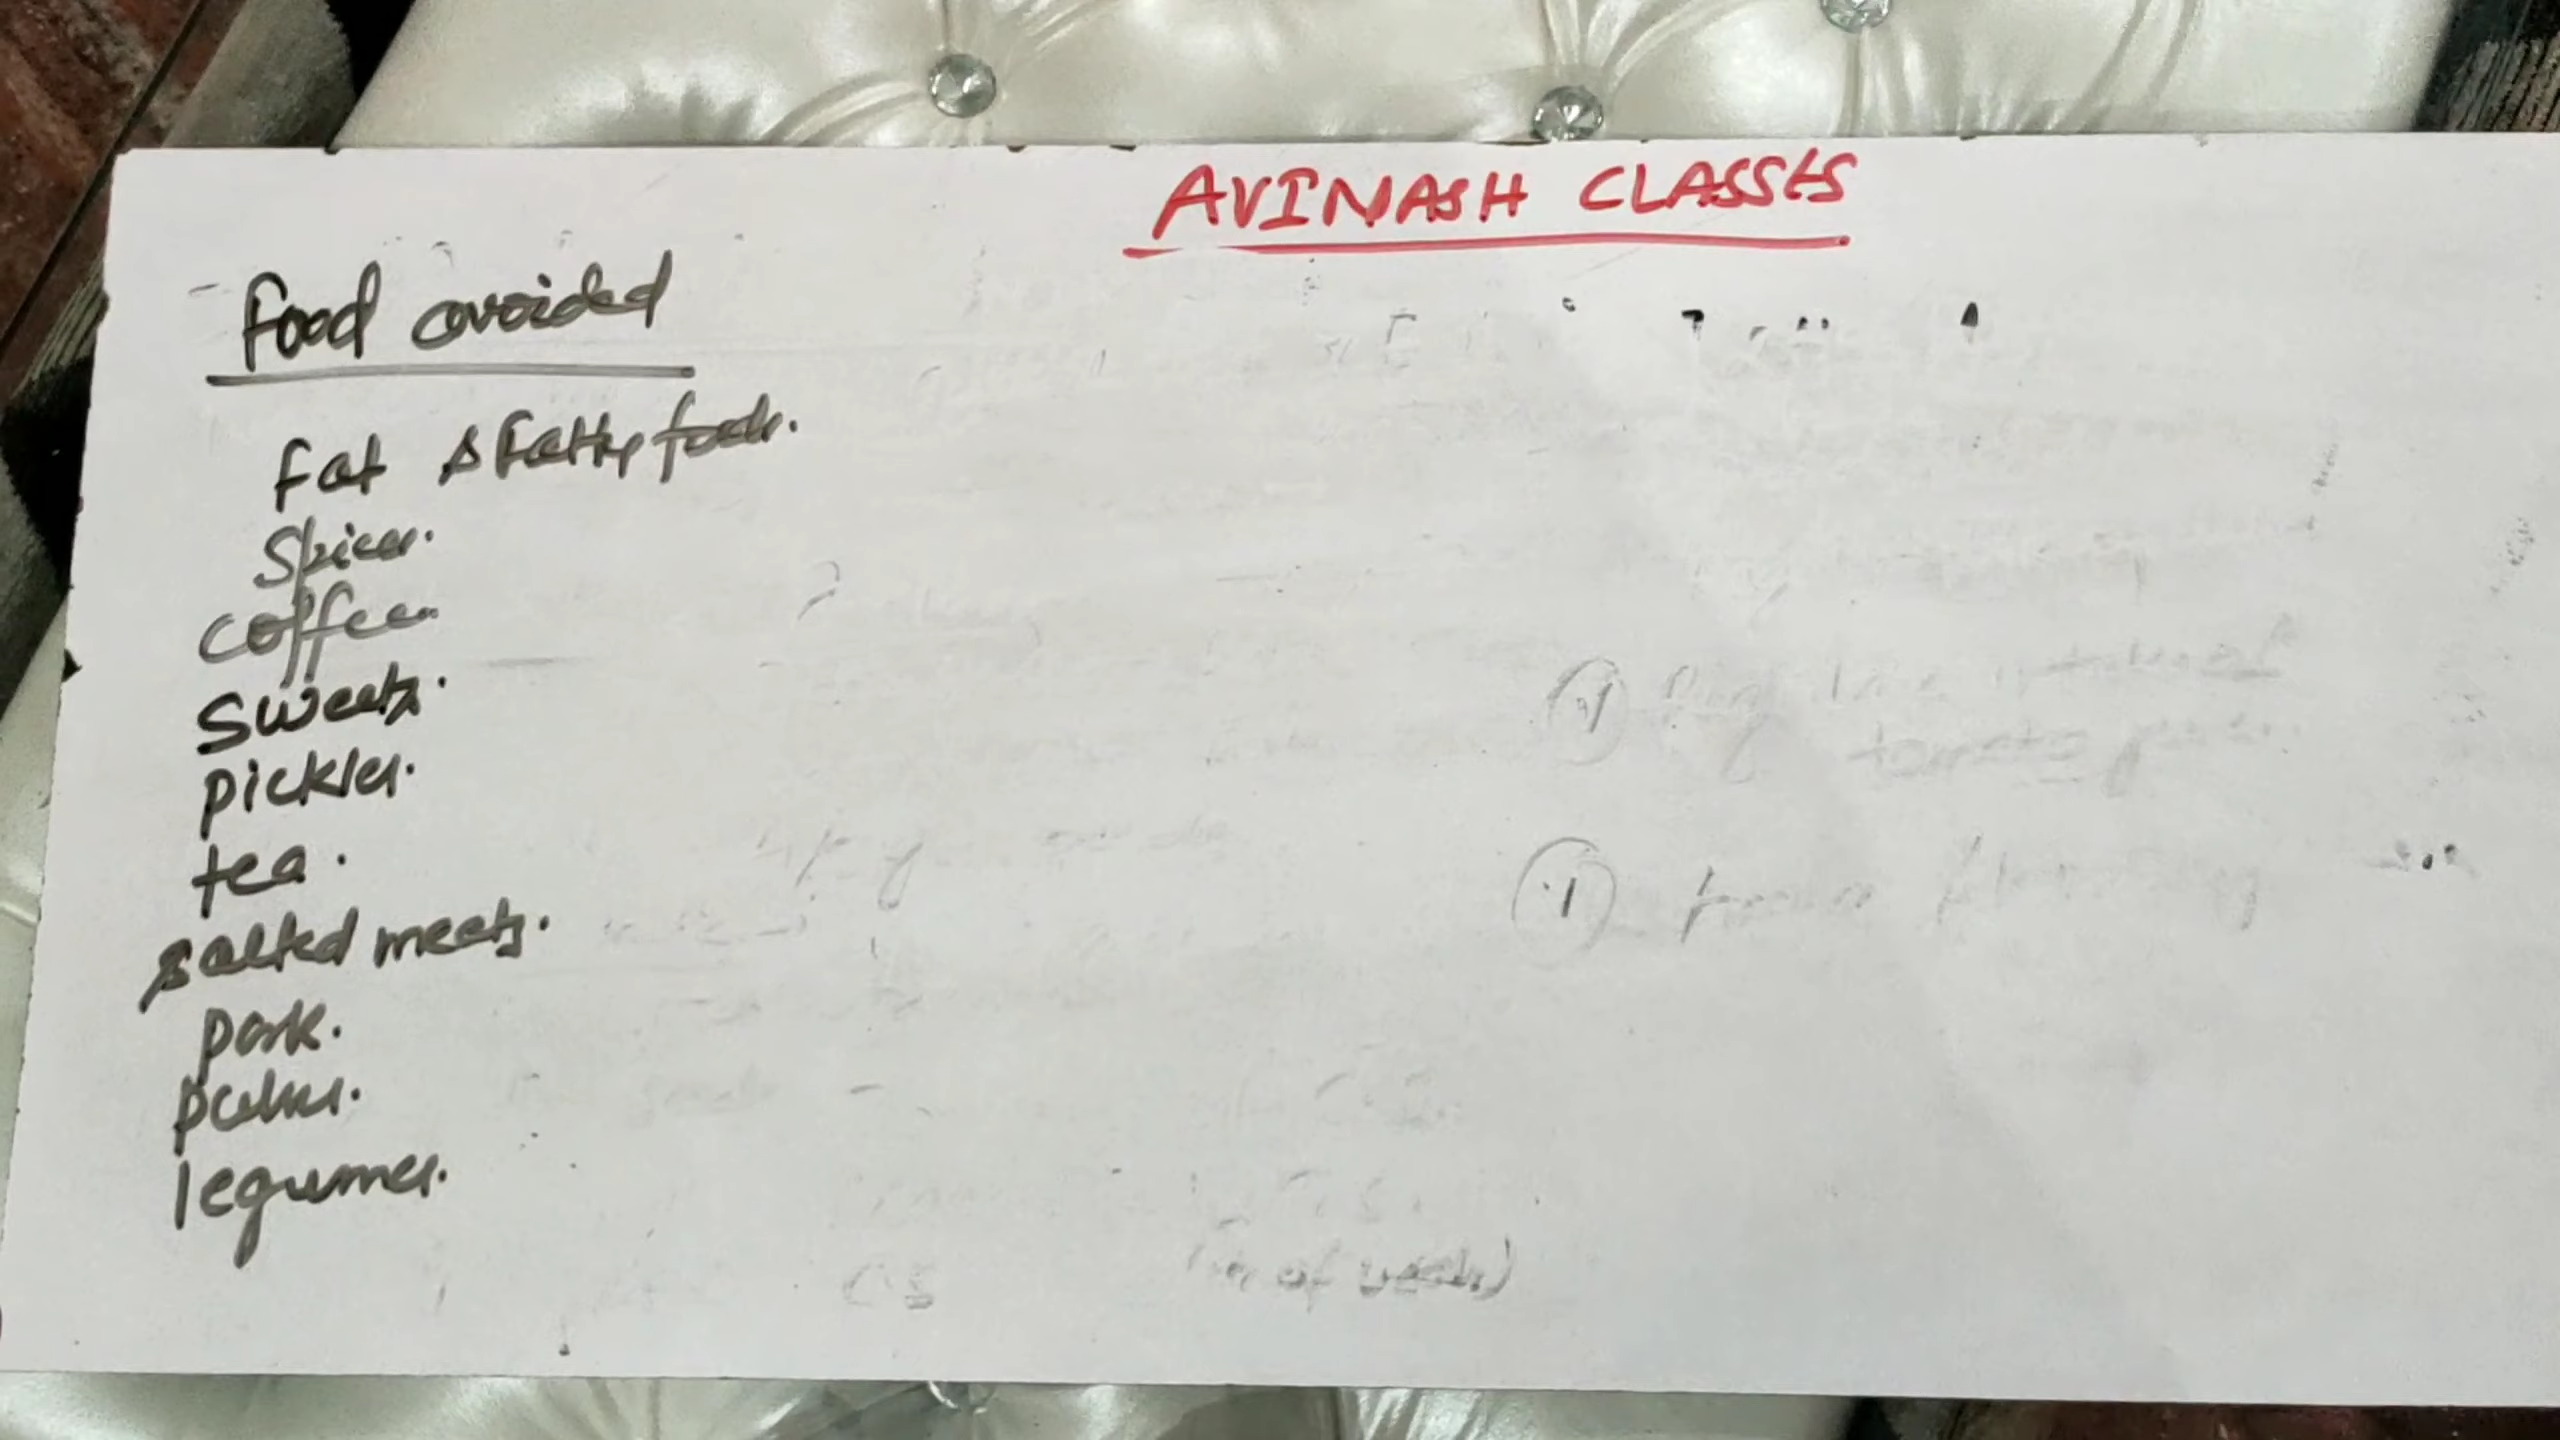 AVINASH CLASSES
Food avoided
Fat & Fatty foods.
Spices.
Coffee.
Sweets.
pickles.
tea.
salted meats.
pork.
pulses.
legumes.